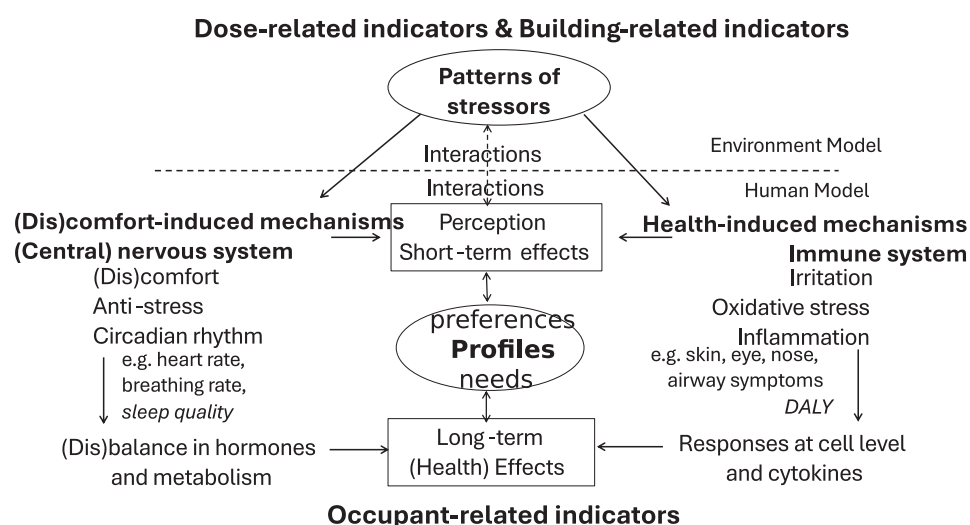 Dose-related indicators & Building-related indicators
Patterns of
stressors
Interactions
Environment Model
Interactions
Human Model
(Dis)comfort-induced mechanisms
(Central) nervous system
(Dis)comfort
Anti-stress
Circadian rhythm
e.g. heart rate,
breathing rate,
sleep quality
(Dis)balance in hormones
and metabolism
Perception
Short-term effects
preferences
Profiles
needs
Long-term
(Health) Effects
Health-induced mechanisms
Immune system
Irritation
Oxidative stress
Inflammation
e.g. skin, eye, nose,
airway symptoms
DALY
Responses at cell level
and cytokines
Occupant-related indicators